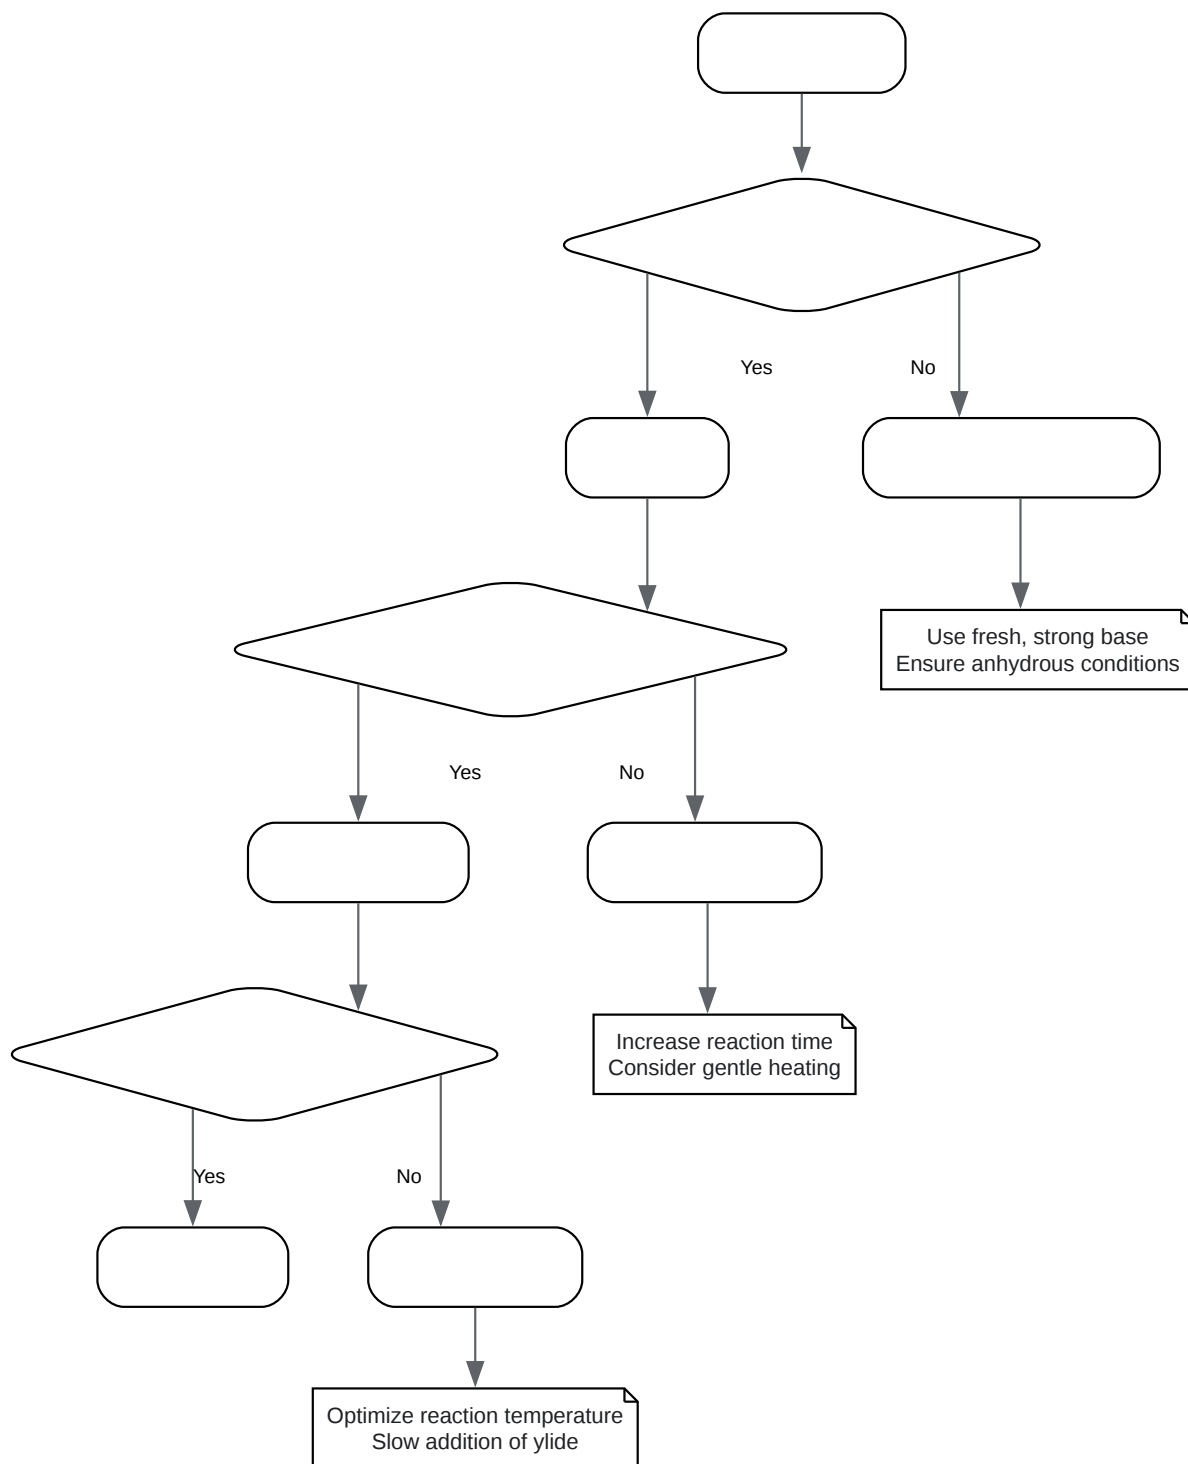 Yes
No
Use fresh, strong base
Ensure anhydrous conditions
Yes
No
Increase reaction time
Consider gentle heating
Yes
No
Optimize reaction temperature
Slow addition of ylide